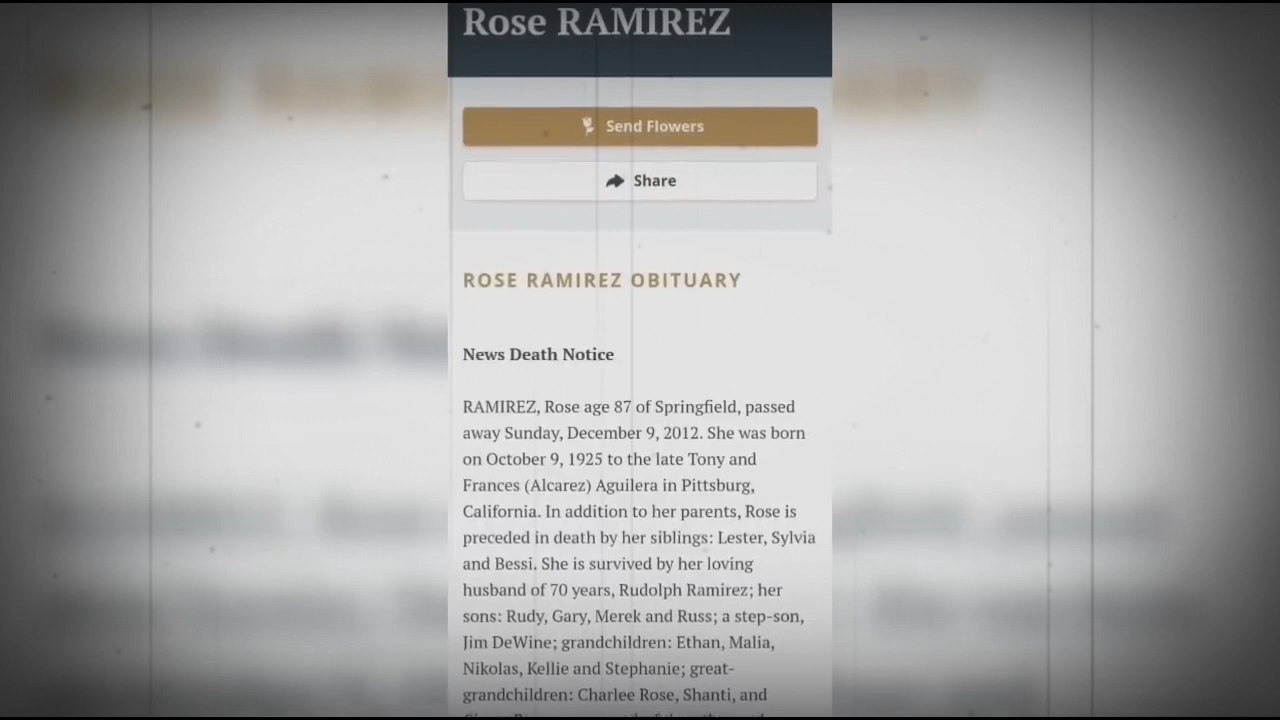 Rose RAMIREZ
Send Flowers
Share
ROSE RAMIREZ OBITUARY
News Death Notice
RAMIREZ, Rose age 87 of Springfield, passed
away Sunday, December 9, 2012. She was born
on October 9, 1925 to the late Tony and
Frances (Alcarez) Aguilera in Pittsburg,
California. In addition to her parents, Rose is
preceded in death by her siblings: Lester, Sylvia
and Bessi. She is survived by her loving
husband of 70 years, Rudolph Ramirez; her
sons: Rudy, Gary, Merek and Russ; a step-son,
Jim DeWine; grandchildren: Ethan, Malia,
Nikolas, Kellie and Stephanie; great-
grandchildren: Charlee Rose, Shanti, and